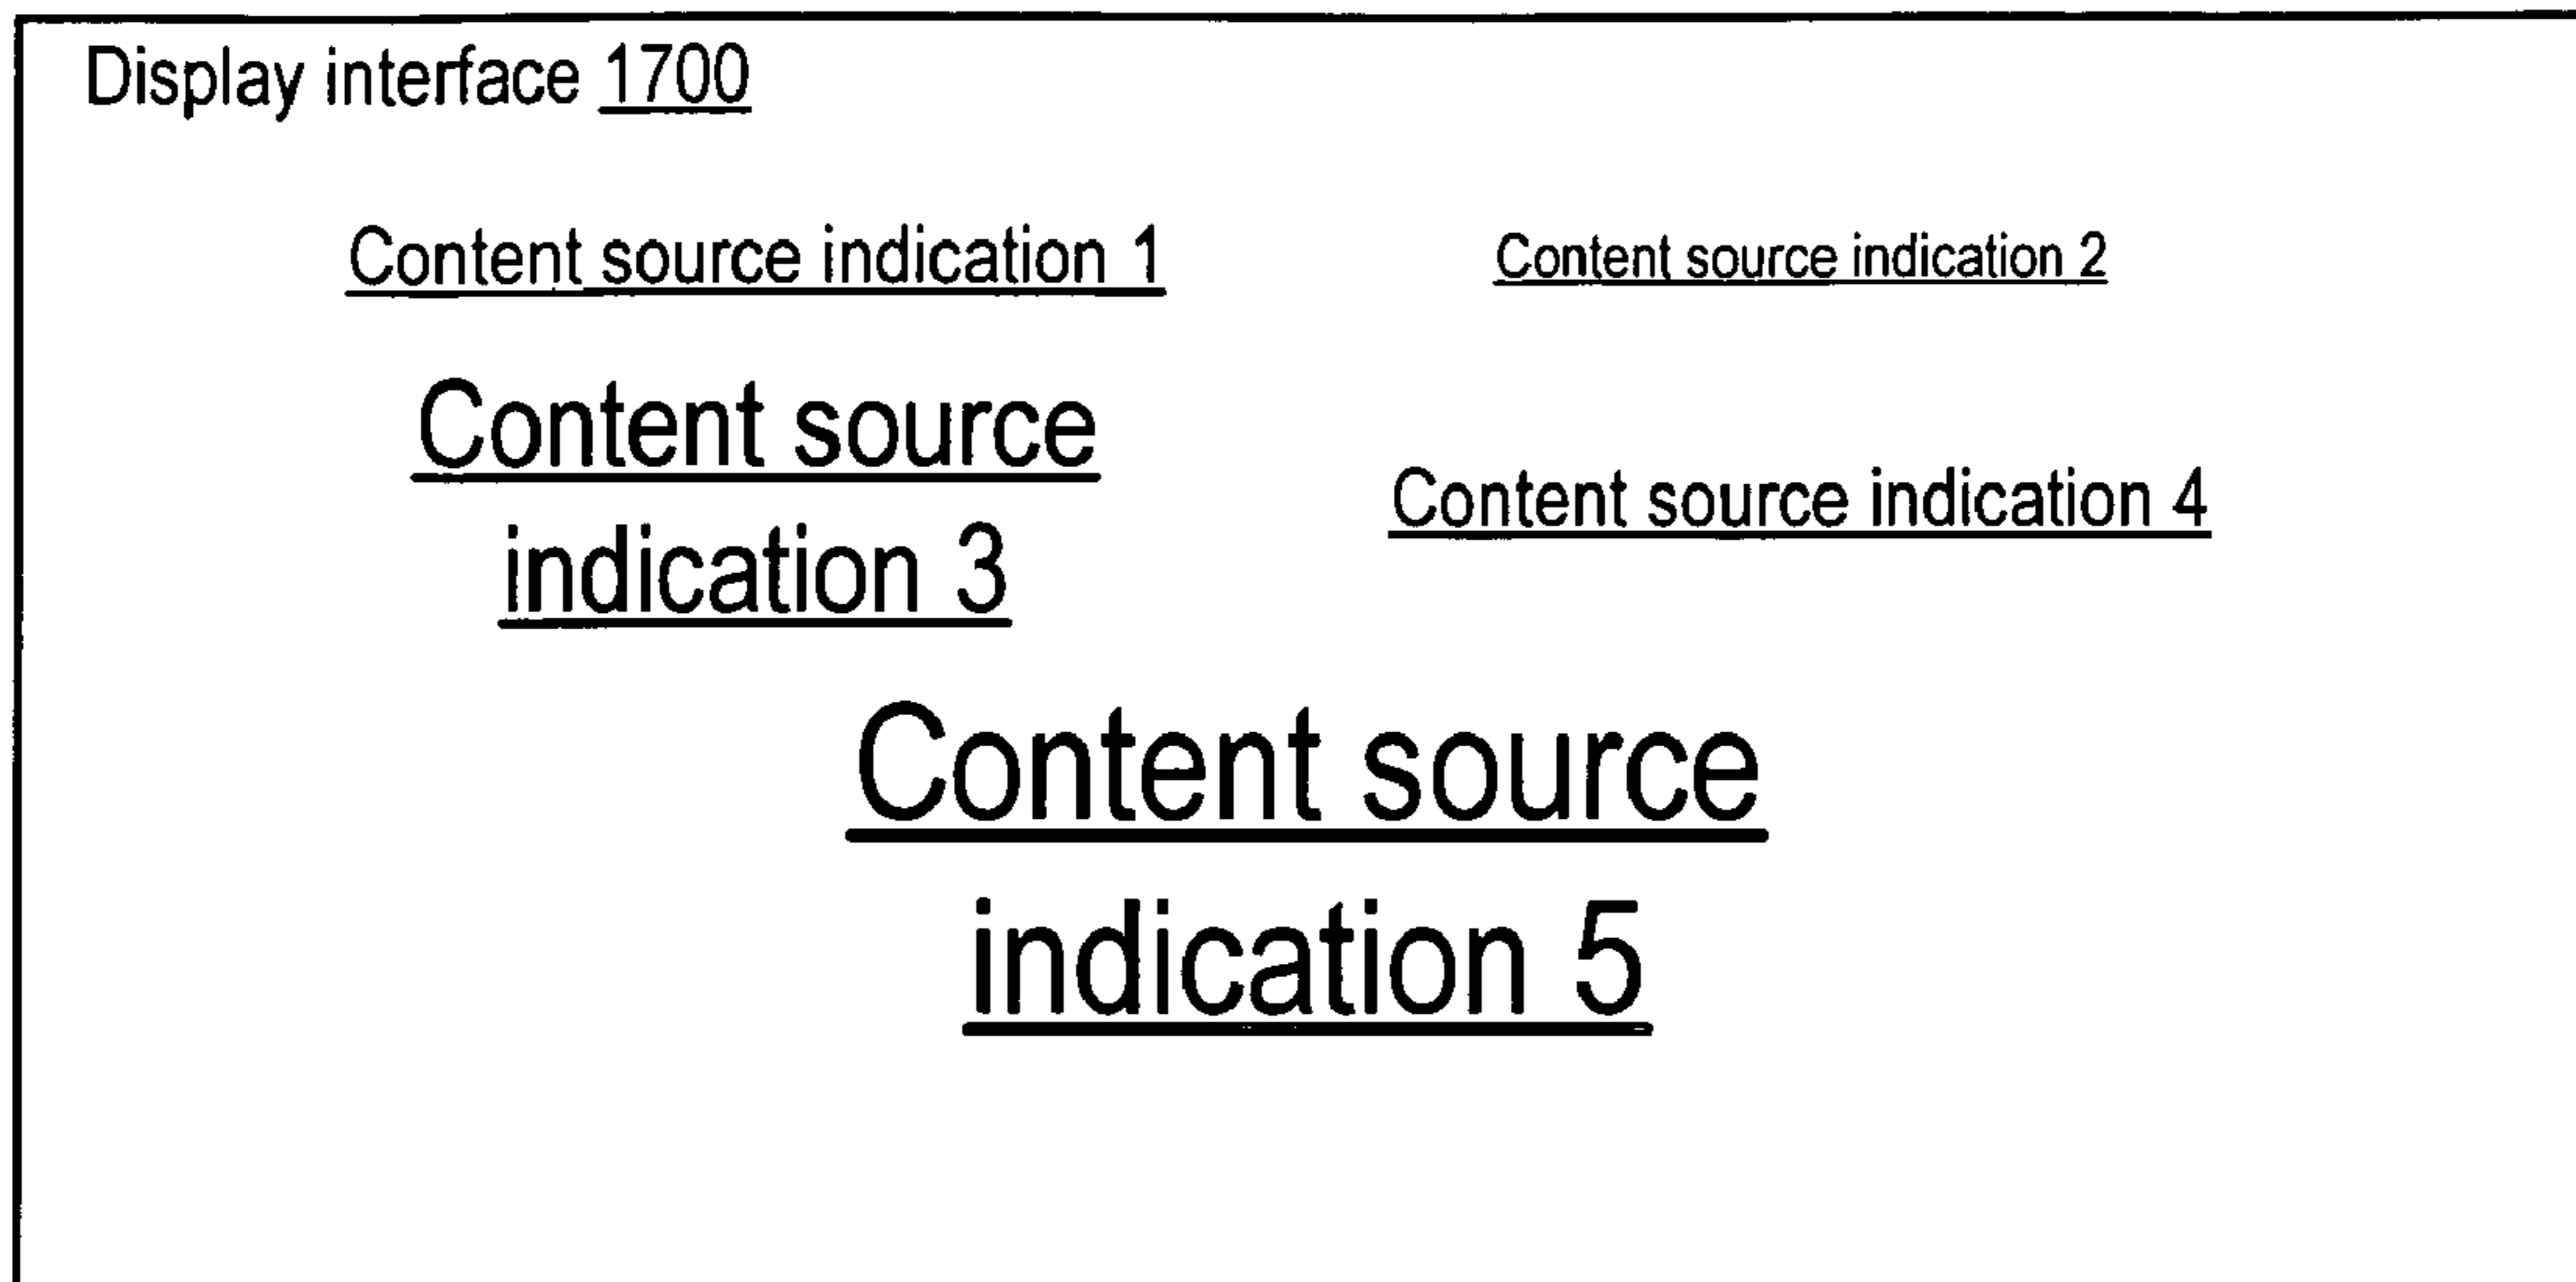 Display interface 1700
Content source indication 1
Content source indication 2
Content source
indication 3
Content source indication 4
Content source
indication 5